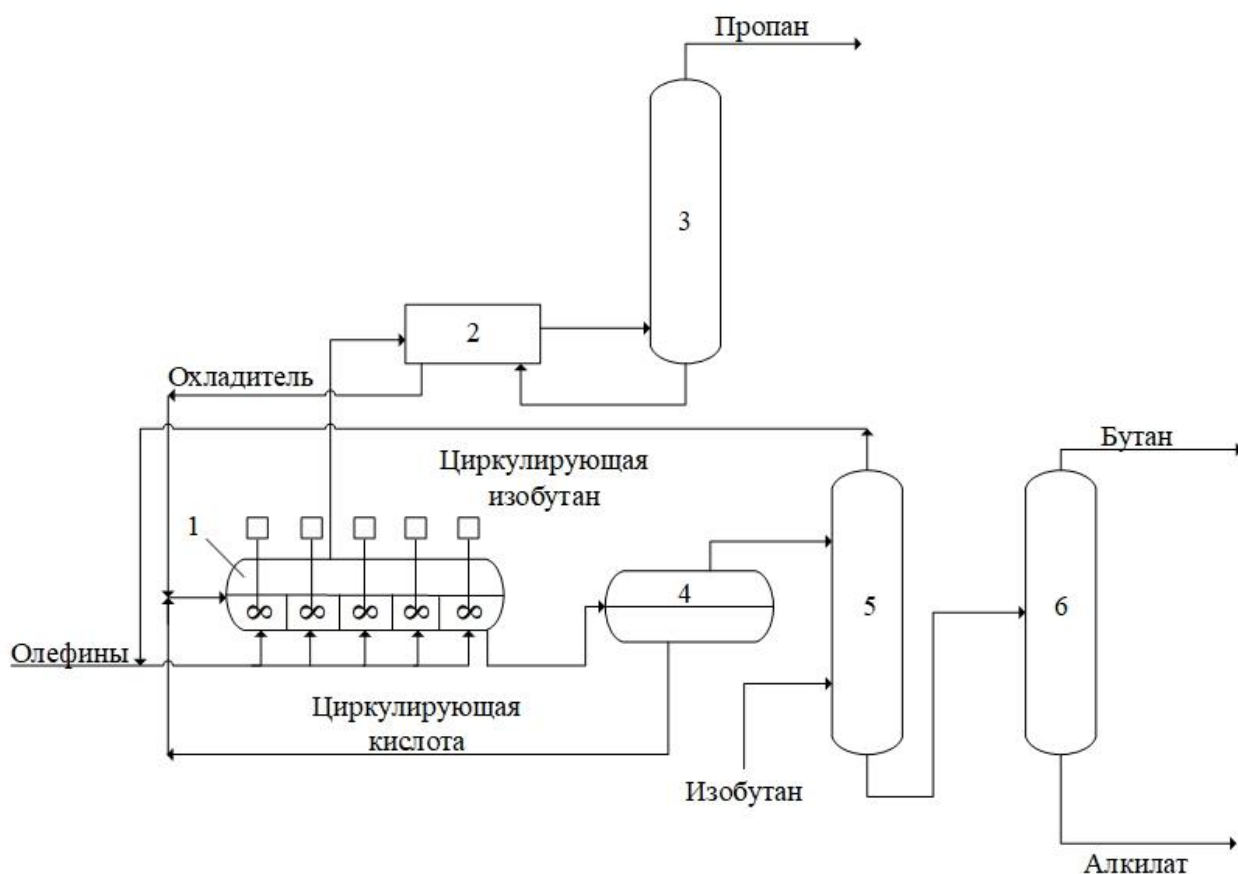 Пропан
3
2
Охладитель
Бутан
Циркулирующая
изобутан
1
4
5
6
Олефины
Циркулирующая
кислота
Изобутан
Алкилат